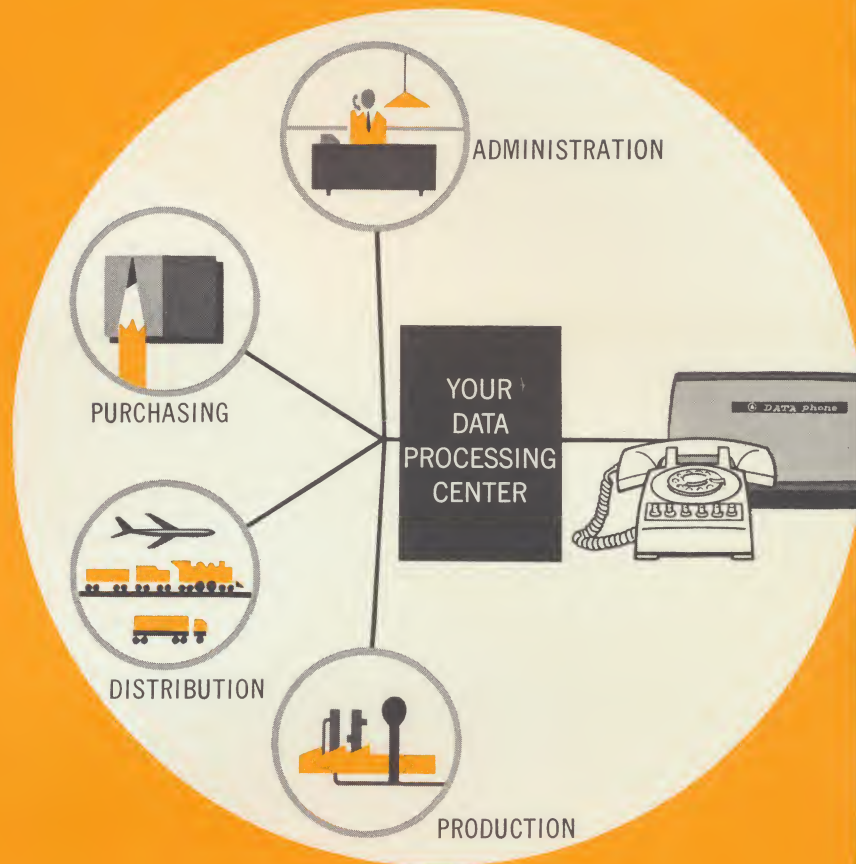 ADMINISTRATION
PURCHASING
YOUR
DATA
PROCESSING
CENTER
DATA phone
DISTRIBUTION
PRODUCTION